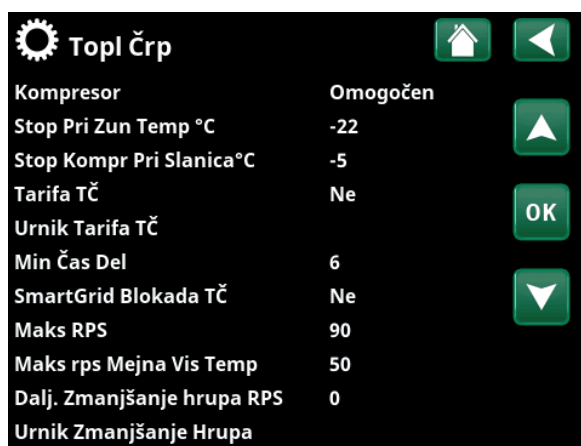 Topl Črp
Kompresor Omogočen
Stop Pri Zun Temp °C -22
Stop Kompr Pri Slanica°C -5
Tarifa TČ Ne
Urnik Tarifa TČ
OK
Min Čas Del 6
SmartGrid Blokada TČ Ne
Maks RPS 90
Maks rps Mejna Vis Temp 50
Dalj. Zmanjšanje hrupa RPS 0
Urnik Zmanjšanje Hrupa